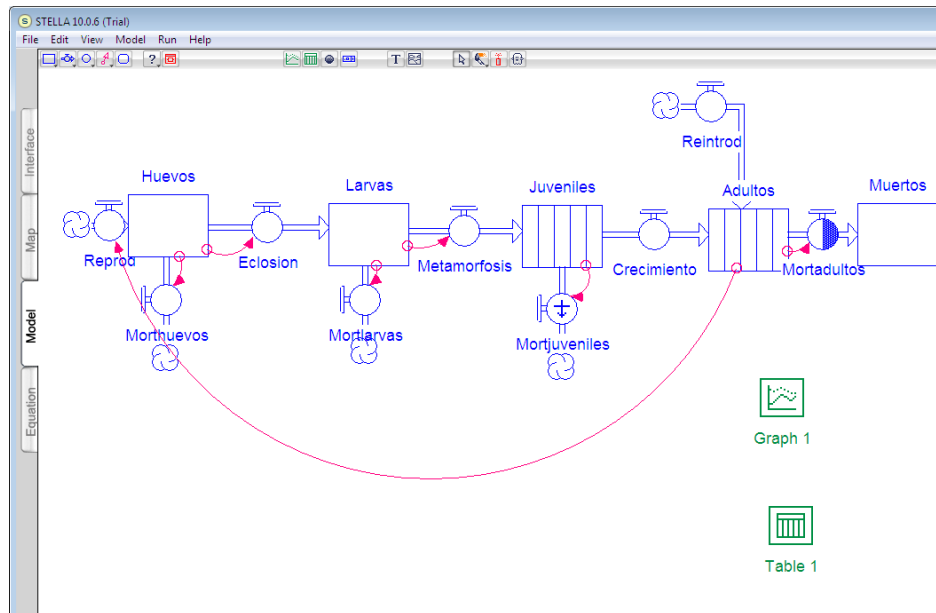 STELLA 10.0.6 (Trial)
File Edit View Model Run Help
Interface
Map
Model
Equation
Reintrod
Huevos
Larvas
Juveniles
Adultos
Muertos
Reprod
Eclosion
Metamorfosis
Crecimiento
Mortadultos
Morthuevos
Mortlarvas
Mortjuveniles
Graph 1
Table 1